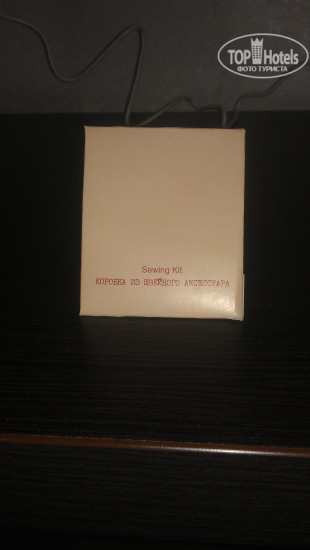 TOP Hotels
ФОТО ТУРИСТА
Sewing Kit
КОРОБКА ИЗ ШВЕЙНОГО АКСЕССУАРА